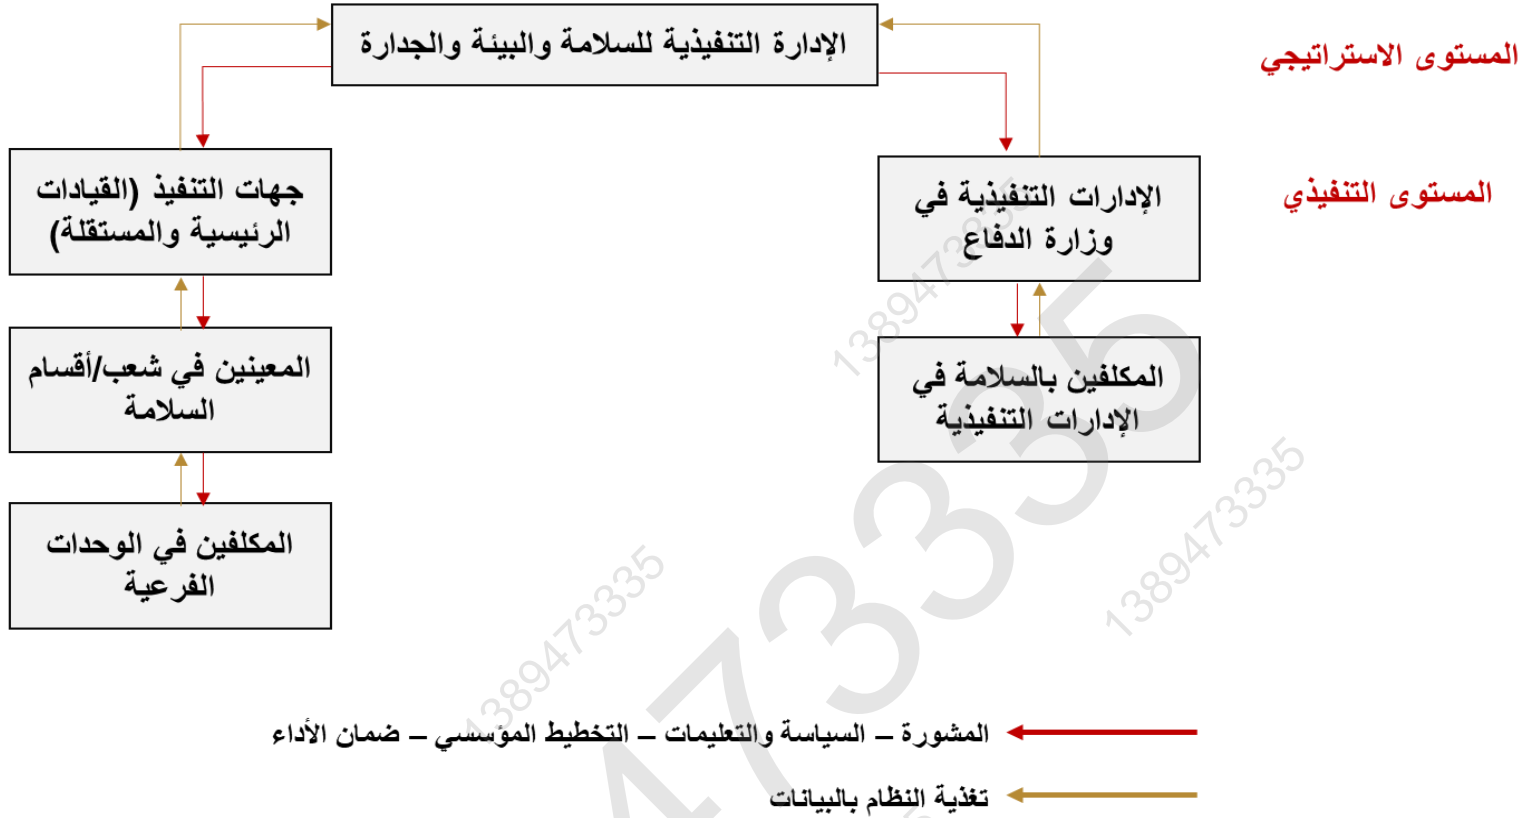 الإدارة التنفيذية للسلامة والبيئة والجدارة
المستوى الاستراتيجي
المستوى التنفيذي
الإدارات التنفيذية في
وزارة الدفاع
جهات التنفيذ (القيادات
الرئيسية والمستقلة)
المكلفين بالسلامة في
الإدارات التنفيذية
المعينين في شعب/أقسام
السلامة
المكلفين في الوحدات
الفرعية
المشورة – السياسة والتعليمات – التخطيط المؤسسي – ضمان الأداء
تغذية النظام بالبيانات
1389473335
1389473335
1389473335
473335